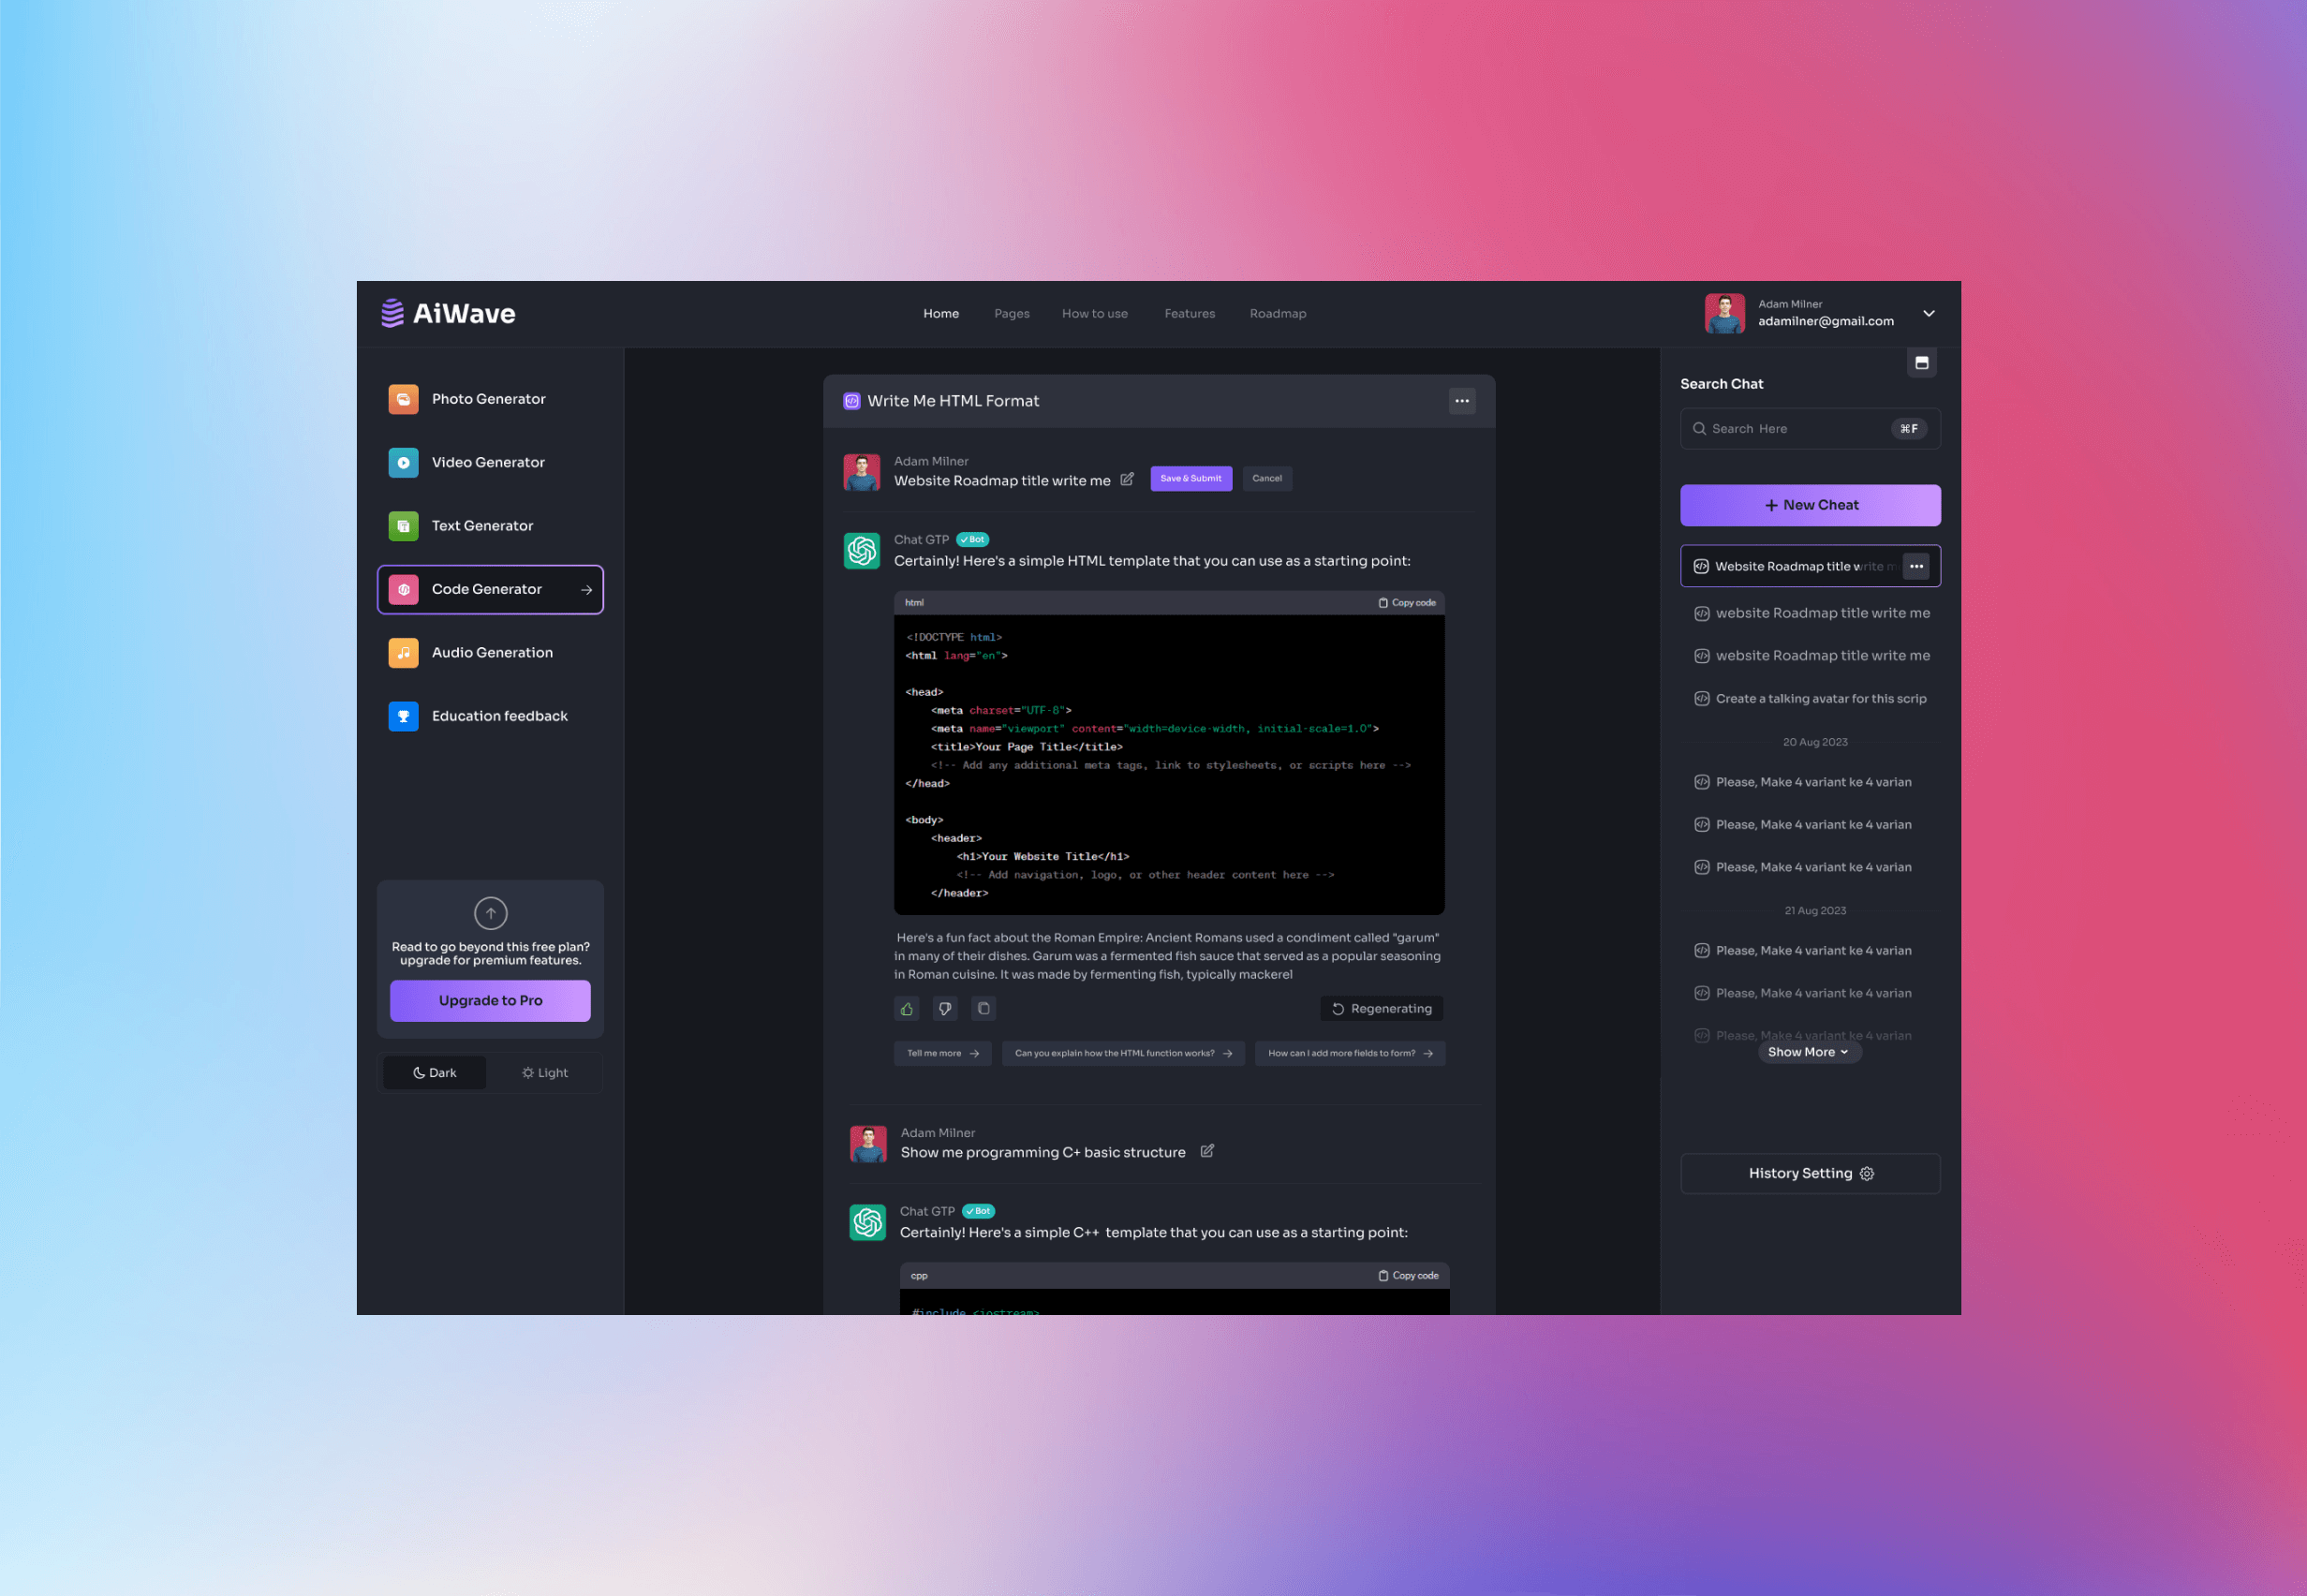 AiWave
Home
Pages
How to use
Features
Roadmap
Adam Milner
adamilner@gmail.com
Photo Generator
Video Generator
Text Generator
Code Generator
Audio Generation
Education feedback
Read to go beyond this free plan?
upgrade for premium features.
Upgrade to Pro
Dark
Light
Write Me HTML Format
Adam Milner
Website Roadmap title write me
Save & Submit
Cancel
Chat GTP
Bot
Certainly! Here's a simple HTML template that you can use as a starting point:
html
Copy code
<!DOCTYPE html>
<html lang="en">
<head>
<meta charset="UTF-8">
<meta name="viewport" content="width=device-width, initial-scale=1.0">
<title>Your Page Title</title>
<!-- Add any additional meta tags, link to stylesheets, or scripts here -->
</head>
<body>
<header>
<h1>Your Website Title</h1>
<!-- Add navigation, logo, or other header content here -->
</header>
Here's a fun fact about the Roman Empire: Ancient Romans used a condiment called "garum"
in many of their dishes. Garum was a fermented fish sauce that served as a popular seasoning
in Roman cuisine. It was made by fermenting fish, typically mackerel
Regenerating
Tell me more
Can you explain how the HTML function works?
How can I add more fields to form?
Adam Milner
Show me programming C+ basic structure
Chat GTP
Bot
Certainly! Here's a simple C++ template that you can use as a starting point:
cpp
Copy code
#include <iostream>
Search Chat
Search Here
⌘F
+ New Cheat
Website Roadmap title write m
website Roadmap title write me
website Roadmap title write me
Create a talking avatar for this scrip
20 Aug 2023
Please, Make 4 variant ke 4 varian
Please, Make 4 variant ke 4 varian
Please, Make 4 variant ke 4 varian
21 Aug 2023
Please, Make 4 variant ke 4 varian
Please, Make 4 variant ke 4 varian
Please, Make 4 variant ke 4 varian
Show More
History Setting